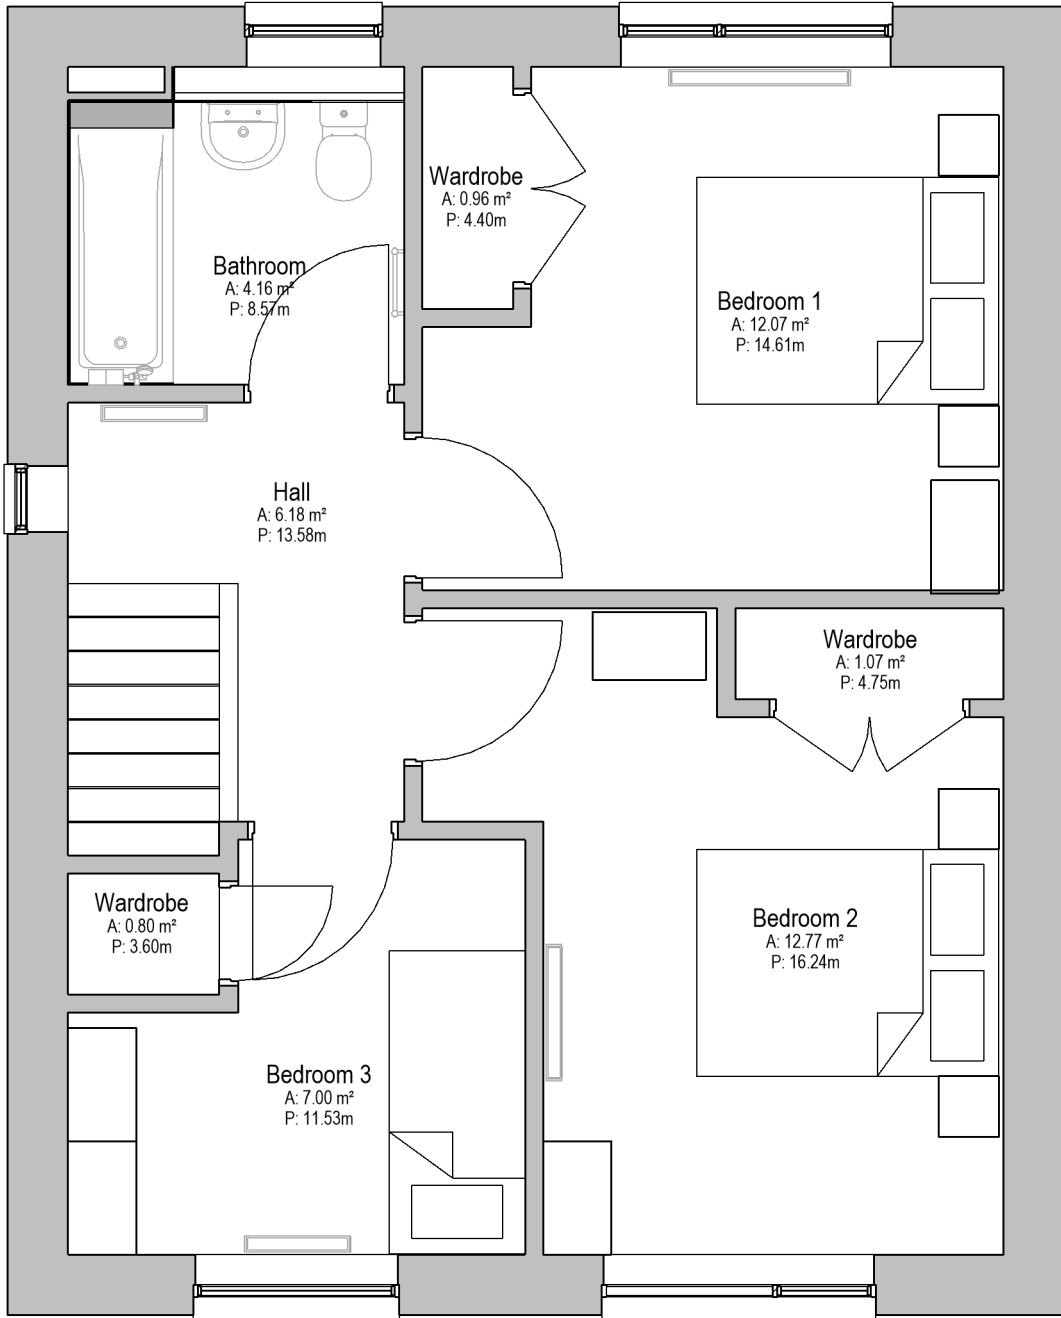 Wardrobe
A: 0.96 m²
P: 4.40m
Bathroom
A: 4.16 m²
P: 8.57m
Bedroom 1
A: 12.07 m²
P: 14.61m
Hall
A: 6.18 m²
P: 13.58m
Wardrobe
A: 1.07 m²
P: 4.75m
Wardrobe
A: 0.80 m²
P: 3.60m
Bedroom 2
A: 12.77 m²
P: 16.24m
Bedroom 3
A: 7.00 m²
P: 11.53m